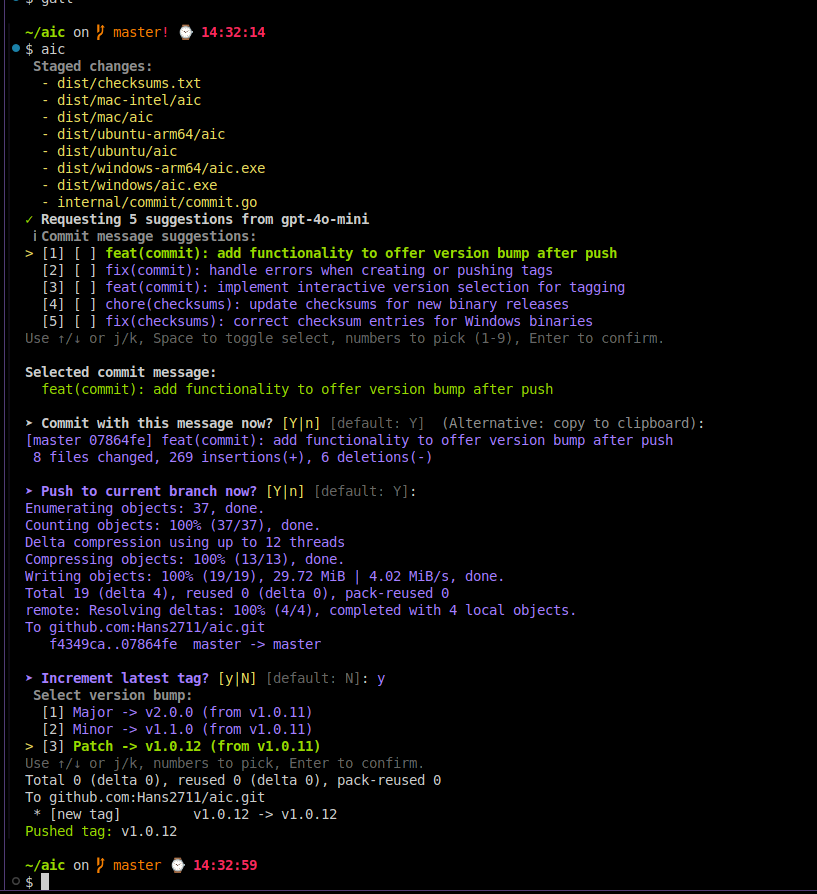 ~/aic on master! ⌚ 14:32:14
$ aic
Staged changes:
- dist/checksums.txt
- dist/mac-intel/aic
- dist/mac/aic
- dist/ubuntu-arm64/aic
- dist/ubuntu/aic
- dist/windows-arm64/aic.exe
- dist/windows/aic.exe
- internal/commit/commit.go
✓ Requesting 5 suggestions from gpt-4o-mini
¡ Commit message suggestions:
> [1] [ ] feat(commit): add functionality to offer version bump after push
[2] [ ] fix(commit): handle errors when creating or pushing tags
[3] [ ] feat(commit): implement interactive version selection for tagging
[4] [ ] chore(checksums): update checksums for new binary releases
[5] [ ] fix(checksums): correct checksum entries for Windows binaries
Use ↑/↓ or j/k, Space to toggle select, numbers to pick (1-9), Enter to confirm.
Selected commit message:
feat(commit): add functionality to offer version bump after push
➤ Commit with this message now? [Y|n] [default: Y] (Alternative: copy to clipboard):
[master 07864fe] feat(commit): add functionality to offer version bump after push
8 files changed, 269 insertions(+), 6 deletions(-)
➤ Push to current branch now? [Y|n] [default: Y]:
Enumerating objects: 37, done.
Counting objects: 100% (37/37), done.
Delta compression using up to 12 threads
Compressing objects: 100% (13/13), done.
Writing objects: 100% (19/19), 29.72 MiB | 4.02 MiB/s, done.
Total 19 (delta 4), reused 0 (delta 0), pack-reused 0
remote: Resolving deltas: 100% (4/4), completed with 4 local objects.
To github.com:Hans2711/aic.git
f4349ca..07864fe master -> master
➤ Increment latest tag? [y|N] [default: N]: y
Select version bump:
[1] Major -> v2.0.0 (from v1.0.11)
[2] Minor -> v1.1.0 (from v1.0.11)
> [3] Patch -> v1.0.12 (from v1.0.11)
Use ↑/↓ or j/k, numbers to pick, Enter to confirm.
Total 0 (delta 0), reused 0 (delta 0), pack-reused 0
To github.com:Hans2711/aic.git
* [new tag] v1.0.12 -> v1.0.12
Pushed tag: v1.0.12
~/aic on master ⌚ 14:32:59
$